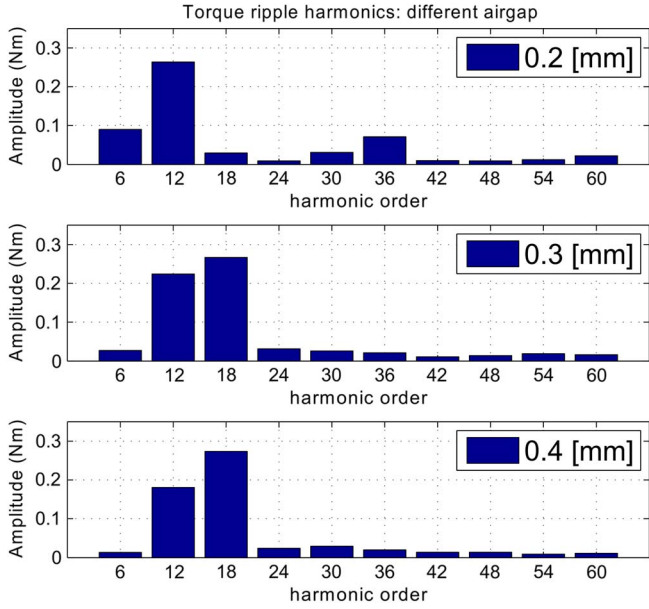 Torque ripple harmonics: different airgap
Amplitude (Nm)
0.3
0.2
0.1
0
0.2 [mm]
6 12 18 24 30 36 42 48 54 60
harmonic order
Amplitude (Nm)
0.3
0.2
0.1
0
0.3 [mm]
6 12 18 24 30 36 42 48 54 60
harmonic order
Amplitude (Nm)
0.3
0.2
0.1
0
0.4 [mm]
6 12 18 24 30 36 42 48 54 60
harmonic order